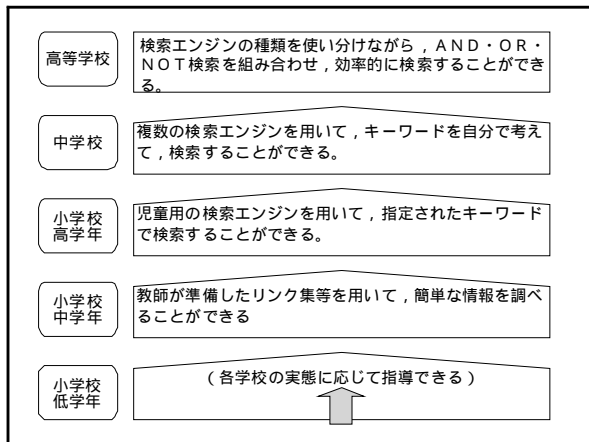 高等学校
検索エンジンの種類を使い分けながら，ＡＮＤ・ＯＲ・
ＮＯＴ検索を組み合わせ，効率的に検索することができ
る。
中学校
複数の検索エンジンを用いて，キーワードを自分で考え
て，検索することができる。
小学校
高学年
児童用の検索エンジンを用いて，指定されたキーワード
で検索することができる。
小学校
中学年
教師が準備したリンク集等を用いて，簡単な情報を調べ
ることができる
小学校
低学年
（各学校の実態に応じて指導できる）